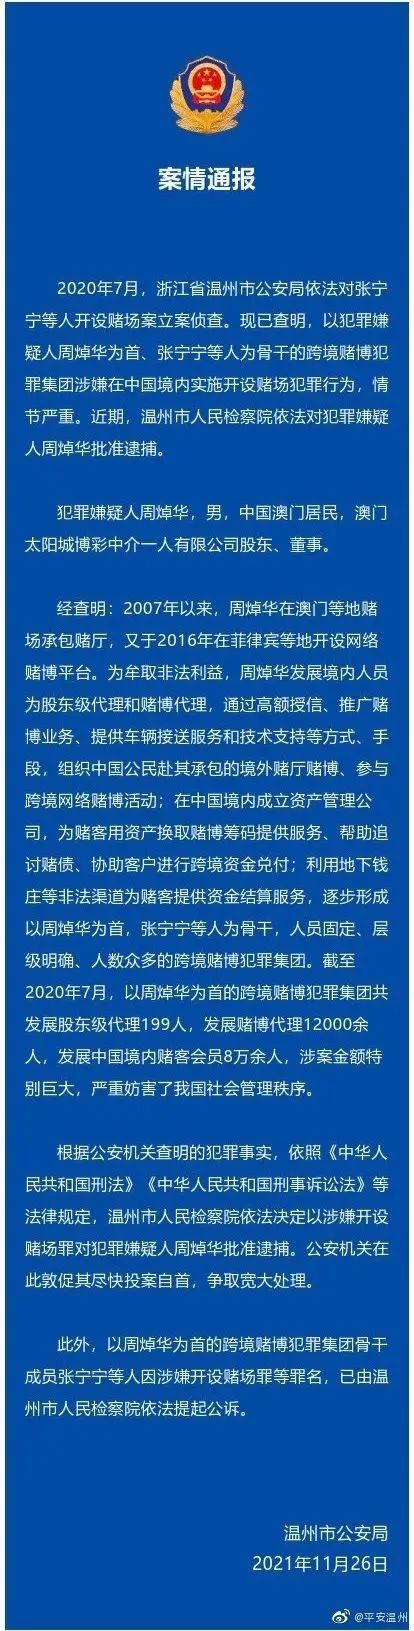 案情通报
2020年7月，浙江省温州市公安局依法对张宁
宁等人开设赌场案立案侦查。现已查明，以犯罪嫌
疑人周焯华为首、张宁宁等人为骨干的跨境赌博犯
罪集团涉嫌在中国境内实施开设赌场犯罪行为，情
节严重。近期，温州市人民检察院依法对犯罪嫌疑
人周焯华批准逮捕。
犯罪嫌疑人周焯华，男，中国澳门居民，澳门
太阳城博彩中介一人有限公司股东、董事。
经查明：2007年以来，周焯华在澳门等地赌
场承包赌厅，又于2016年在菲律宾等地开设网络
赌博平台。为牟取非法利益，周焯华发展境内人员
为股东级代理和赌博代理，通过高额授信、推广赌
博业务、提供车辆接送服务和技术支持等方式、手
段，组织中国公民赴其承包的境外赌厅赌博、参与
跨境网络赌博活动；在中国境内成立资产管理公
司，为赌客用资产换取赌博筹码提供服务、帮助追
讨赌债、协助客户进行跨境资金兑付；利用地下钱
庄等非法渠道为赌客提供资金结算服务，逐步形成
以周焯华为首，张宁宁等人为骨干，人员固定、层
级明确、人数众多的跨境赌博犯罪集团。截至
2020年7月，以周焯华为首的跨境赌博犯罪集团共
发展股东级代理199人，发展赌博代理12000余
人，发展中国境内赌客会员8万余人，涉案金额特
别巨大，严重妨害了我国社会管理秩序。
根据公安机关查明的犯罪事实，依照《中华人
民共和国刑法》《中华人民共和国刑事诉讼法》等
法律规定，温州市人民检察院依法决定以涉嫌开设
赌场罪对犯罪嫌疑人周焯华批准逮捕。公安机关在
此敦促其尽快投案自首，争取宽大处理。
此外，以周焯华为首的跨境赌博犯罪集团骨干
成员张宁宁等人因涉嫌开设赌场罪等罪名，已由温
州市人民检察院依法提起公诉。
温州市公安局
2021年11月26日
@平安温州